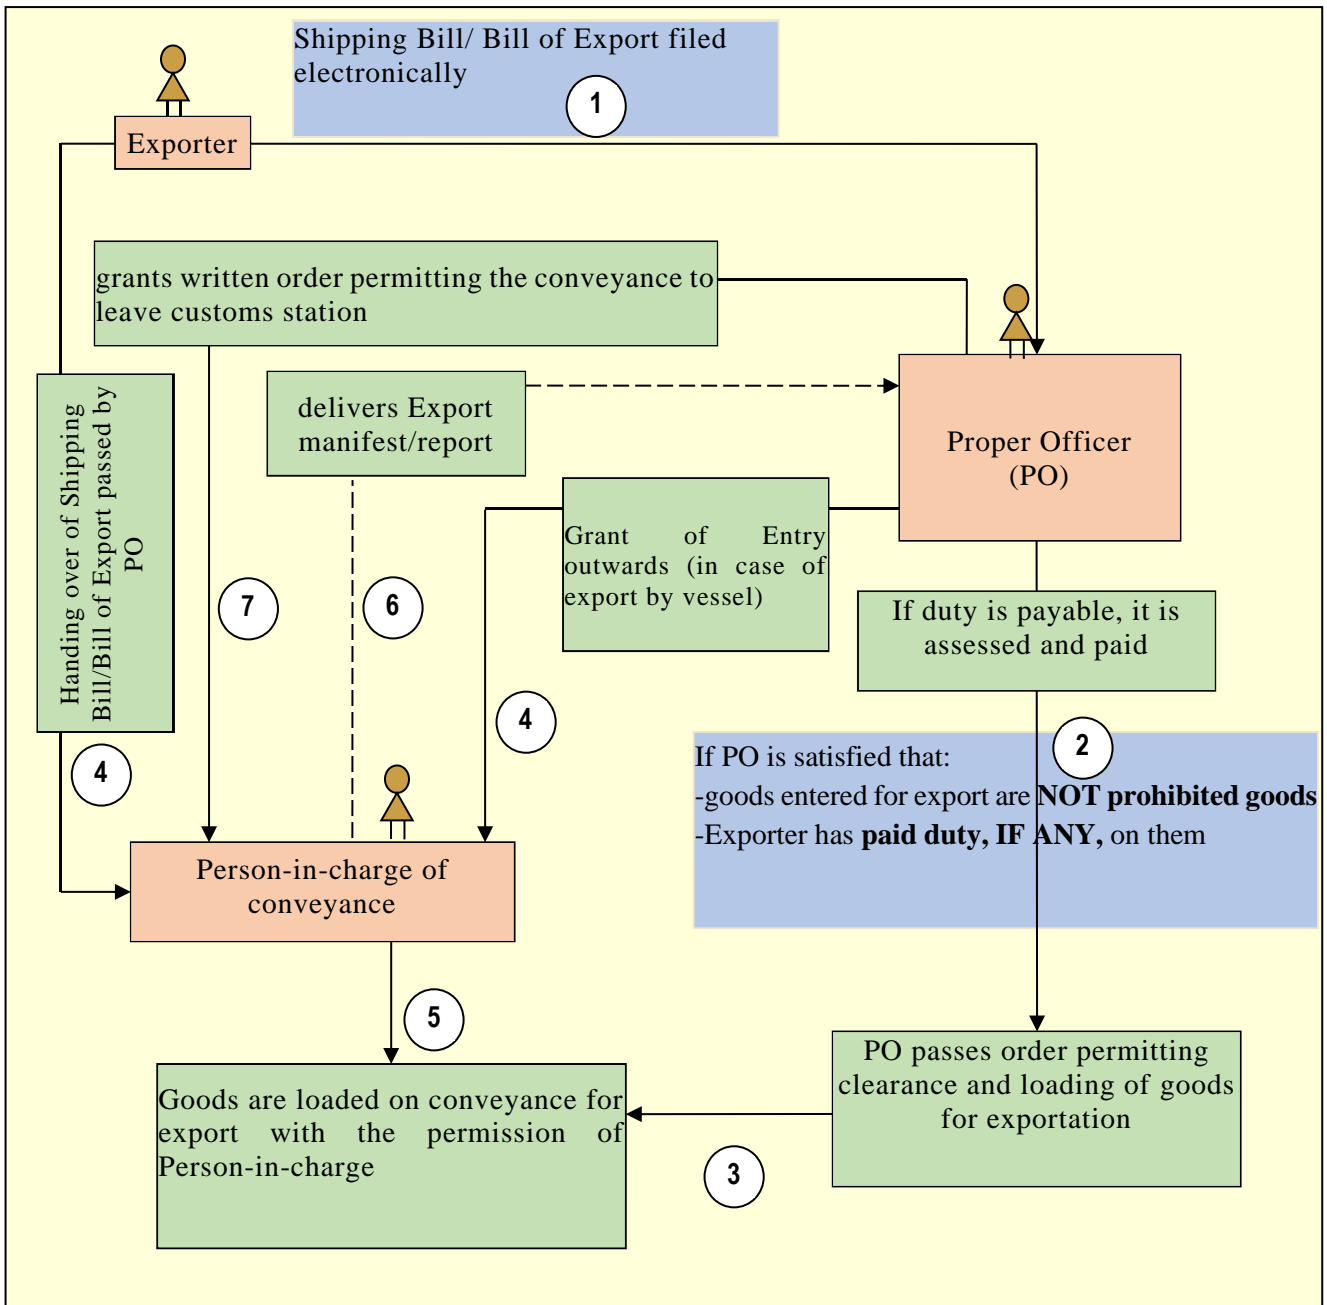 Shipping Bill/ Bill of Export filed
electronically
1
Exporter
grants written order permitting the conveyance to
leave customs station
delivers Export
manifest/report
Proper Officer
(PO)
Handing over of Shipping
Bill/Bill of Export passed by
PO
Grant of Entry
outwards (in case of
export by vessel)
7
6
If duty is payable, it is
assessed and paid
4
4
2
If PO is satisfied that:
-goods entered for export are NOT prohibited goods
-Exporter has paid duty, IF ANY, on them
Person-in-charge of
conveyance
5
PO passes order permitting
clearance and loading of goods
for exportation
Goods are loaded on conveyance for
export with the permission of
Person-in-charge
3